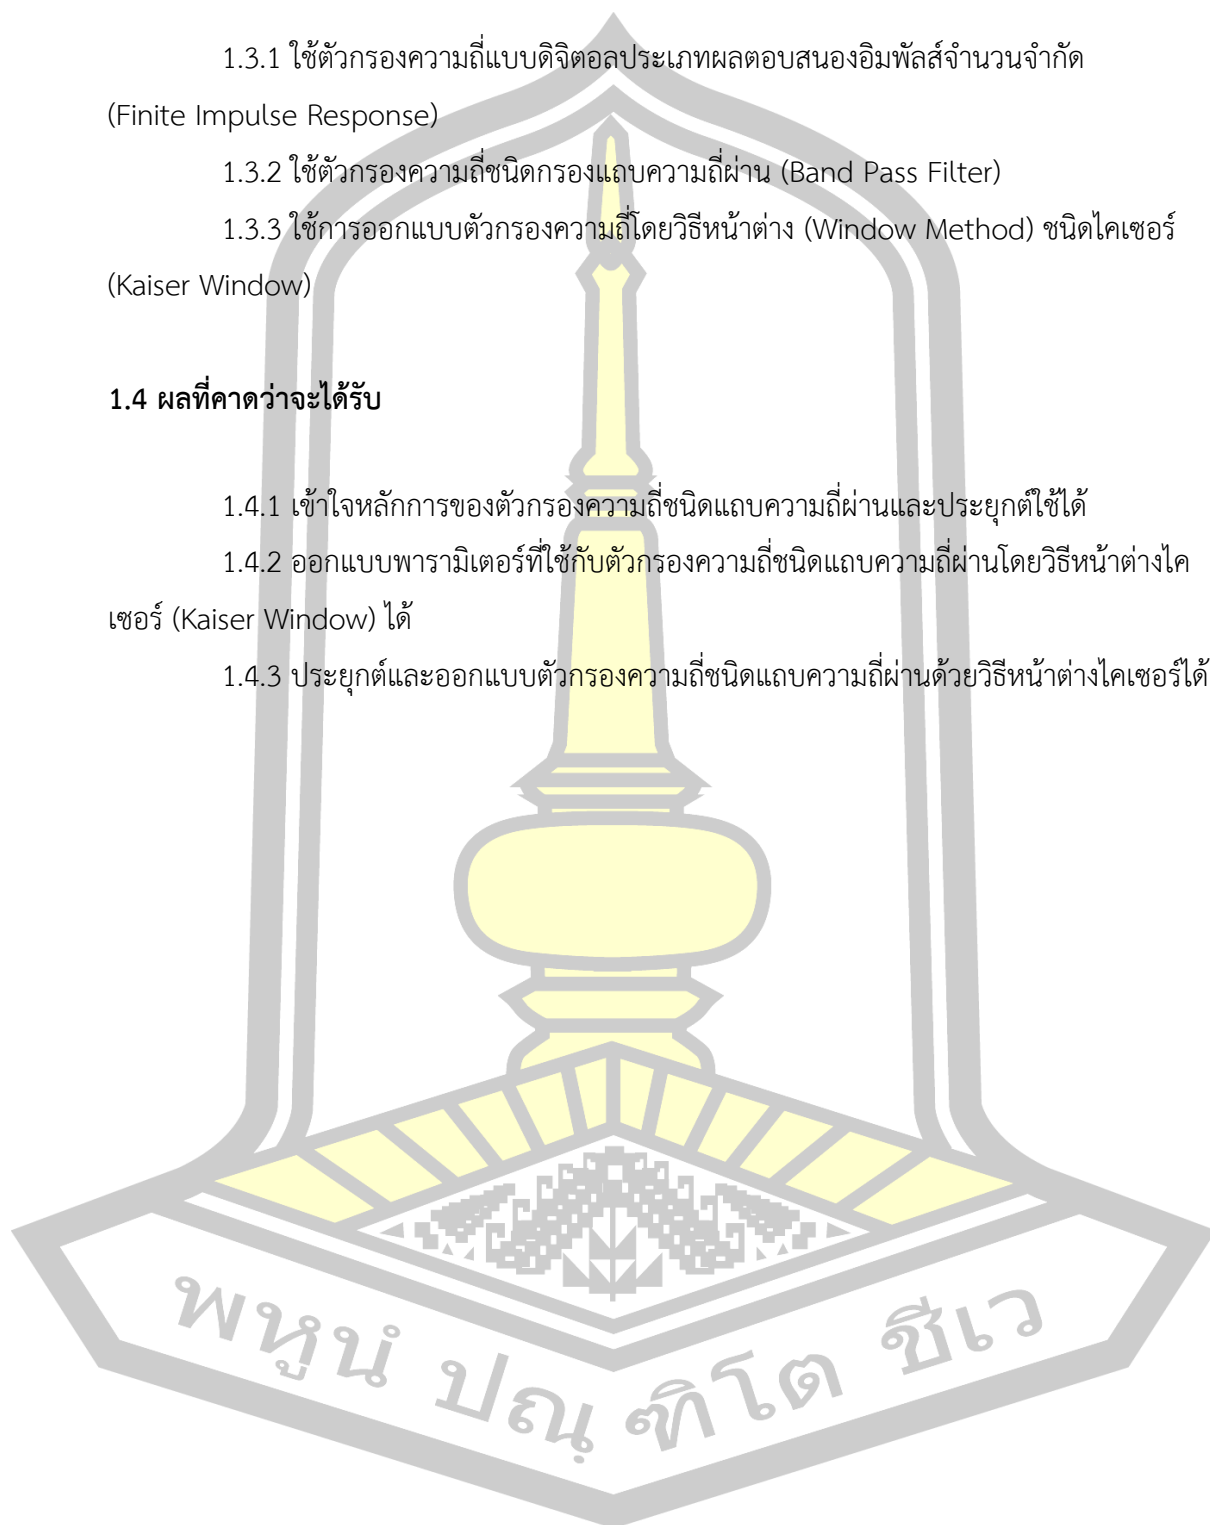 1.3.1 ใช้ตัวกรองความถี่แบบดิจิตอลประเภทผลตอบสนองอิมพัลส์จำนวนจำกัด
(Finite Impulse Response)
1.3.2 ใช้ตัวกรองความถี่ชนิดกรองแถบความถี่ผ่าน (Band Pass Filter)
1.3.3 ใช้การออกแบบตัวกรองความถี่โดยวิธีหน้าต่าง (Window Method) ชนิดไคเซอร์
(Kaiser Window)
1.4 ผลที่คาดว่าจะได้รับ
1.4.1 เข้าใจหลักการของตัวกรองความถี่ชนิดแถบความถี่ผ่านและประยุกต์ใช้ได้
1.4.2 ออกแบบพารามิเตอร์ที่ใช้กับตัวกรองความถี่ชนิดแถบความถี่ผ่านโดยวิธีหน้าต่างไค
เซอร์ (Kaiser Window) ได้
1.4.3 ประยุกต์และออกแบบตัวกรองความถี่ชนิดแถบความถี่ผ่านด้วยวิธีหน้าต่างไคเซอร์ได้
พหูนํ ปณฺ ฑิโต ชีเว